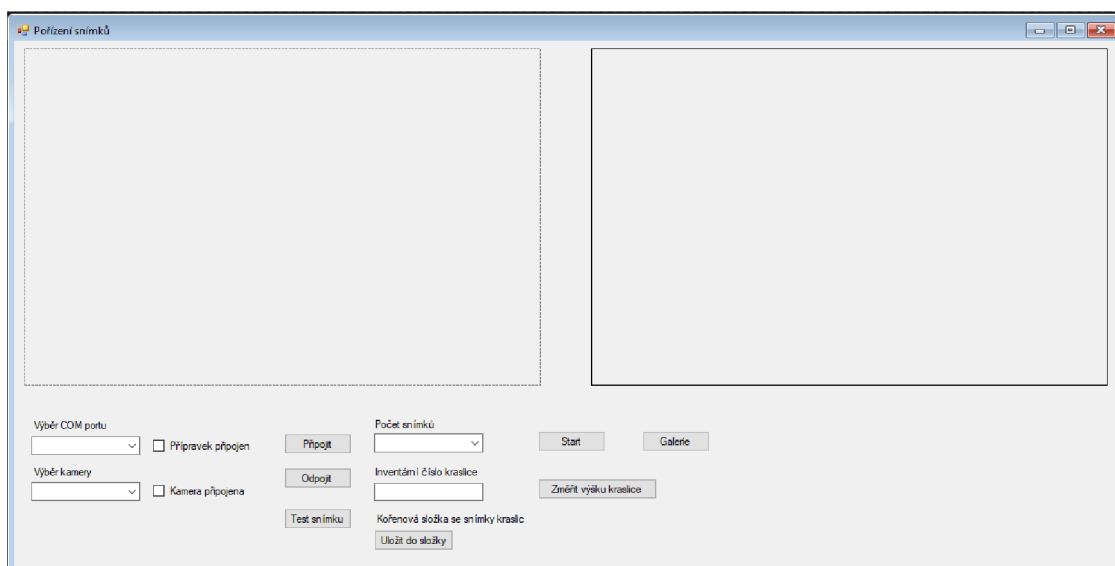 Pořízení snímků
Výběr COM portu
Přípravek připojen
Výběr kamery
Kamera připojena
Připojit
Odpojit
Test snímku
Počet snímků
Inventární číslo kraslice
Kořenová složka se snímky kraslic
Uložit do složky
Start
Galerie
Změřit výšku kraslice